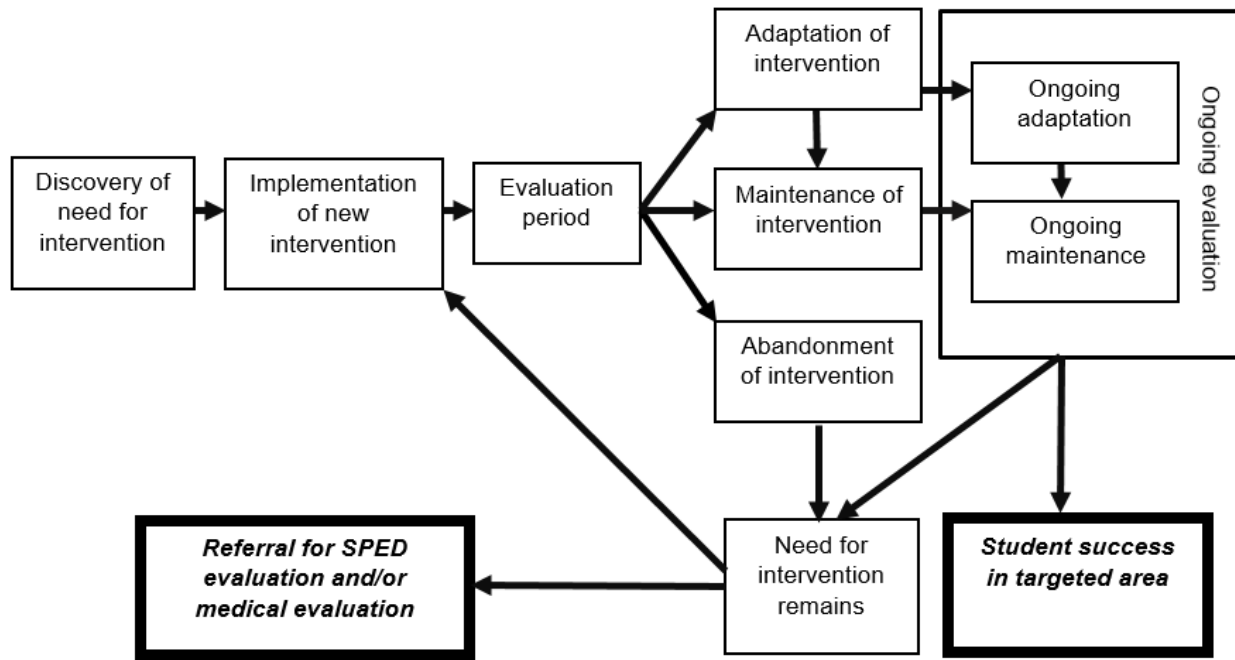 Adaptation of
intervention
Ongoing
adaptation
Ongoing evaluation
Discovery of
need for
intervention
Implementation
of new
intervention
Evaluation
period
Maintenance of
intervention
Ongoing
maintenance
Abandonment
of intervention
Referral for SPED
evaluation and/or
medical evaluation
Need for
intervention
remains
Student success
in targeted area